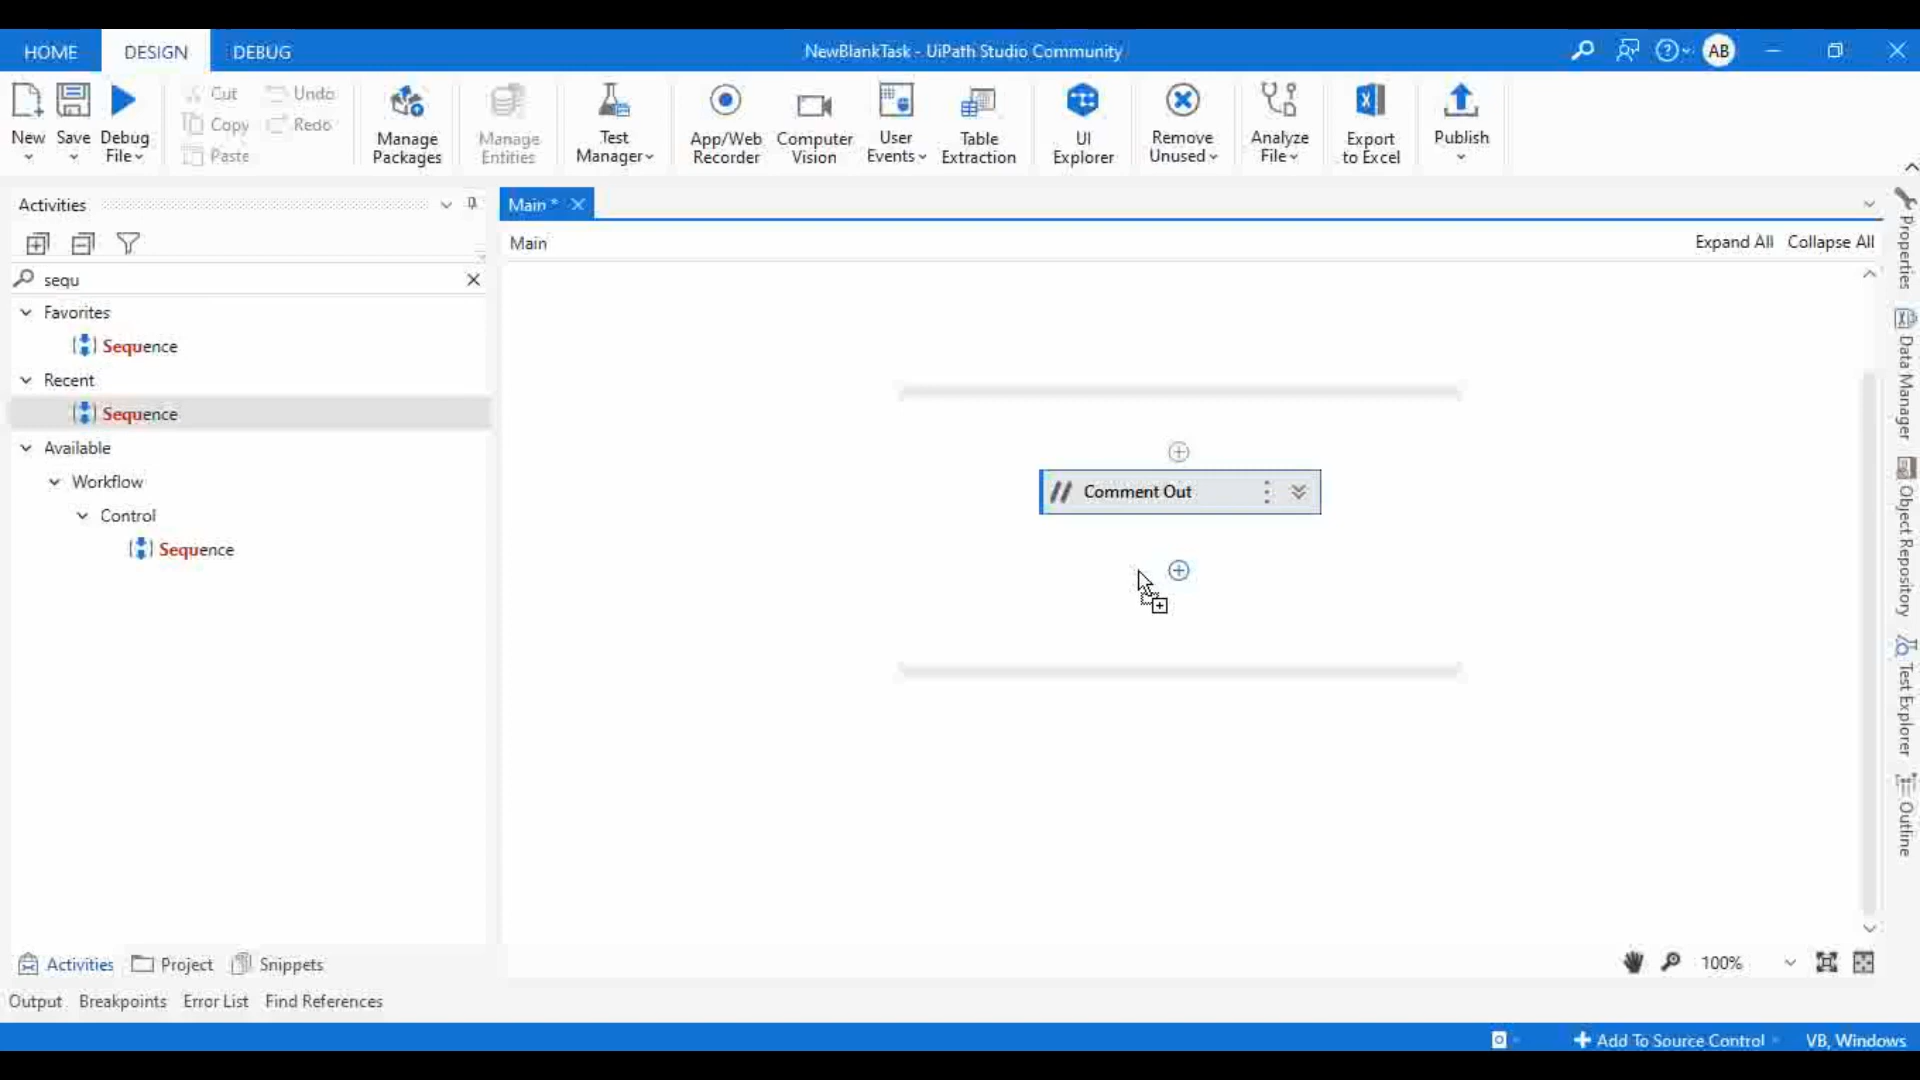 HOME DESIGN DEBUG NewBlankTask - UiPath Studio Community AB
New Save Debug File Cut Copy Paste Undo Redo
Manage Packages
Manage Entities
Test Manager
App/Web Recorder
Computer Vision
User Events
Table Extraction
UI Explorer
Remove Unused
Analyze File
Export to Excel
Publish
Activities
Main *
Main Expand All Collapse All
sequ
Favorites
Sequence
Recent
Sequence
Available
Workflow
Control
Sequence
// Comment Out
Properties
Data Manager
Object Repository
Test Explorer
Outline
Activities Project Snippets
100%
Output Breakpoints Error List Find References
Add To Source Control VB, Windows